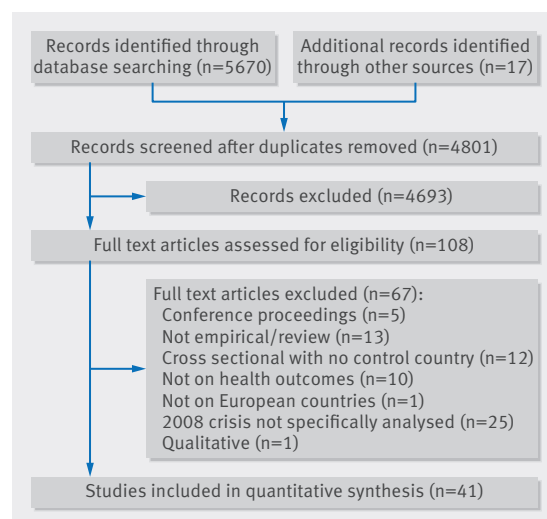 Records identified through
database searching (n=5670)
Additional records identified
through other sources (n=17)
Records screened after duplicates removed (n=4801)
Records excluded (n=4693)
Full text articles assessed for eligibility (n=108)
Full text articles excluded (n=67):
Conference proceedings (n=5)
Not empirical/review (n=13)
Cross sectional with no control country (n=12)
Not on health outcomes (n=10)
Not on European countries (n=1)
2008 crisis not specifically analysed (n=25)
Qualitative (n=1)
Studies included in quantitative synthesis (n=41)